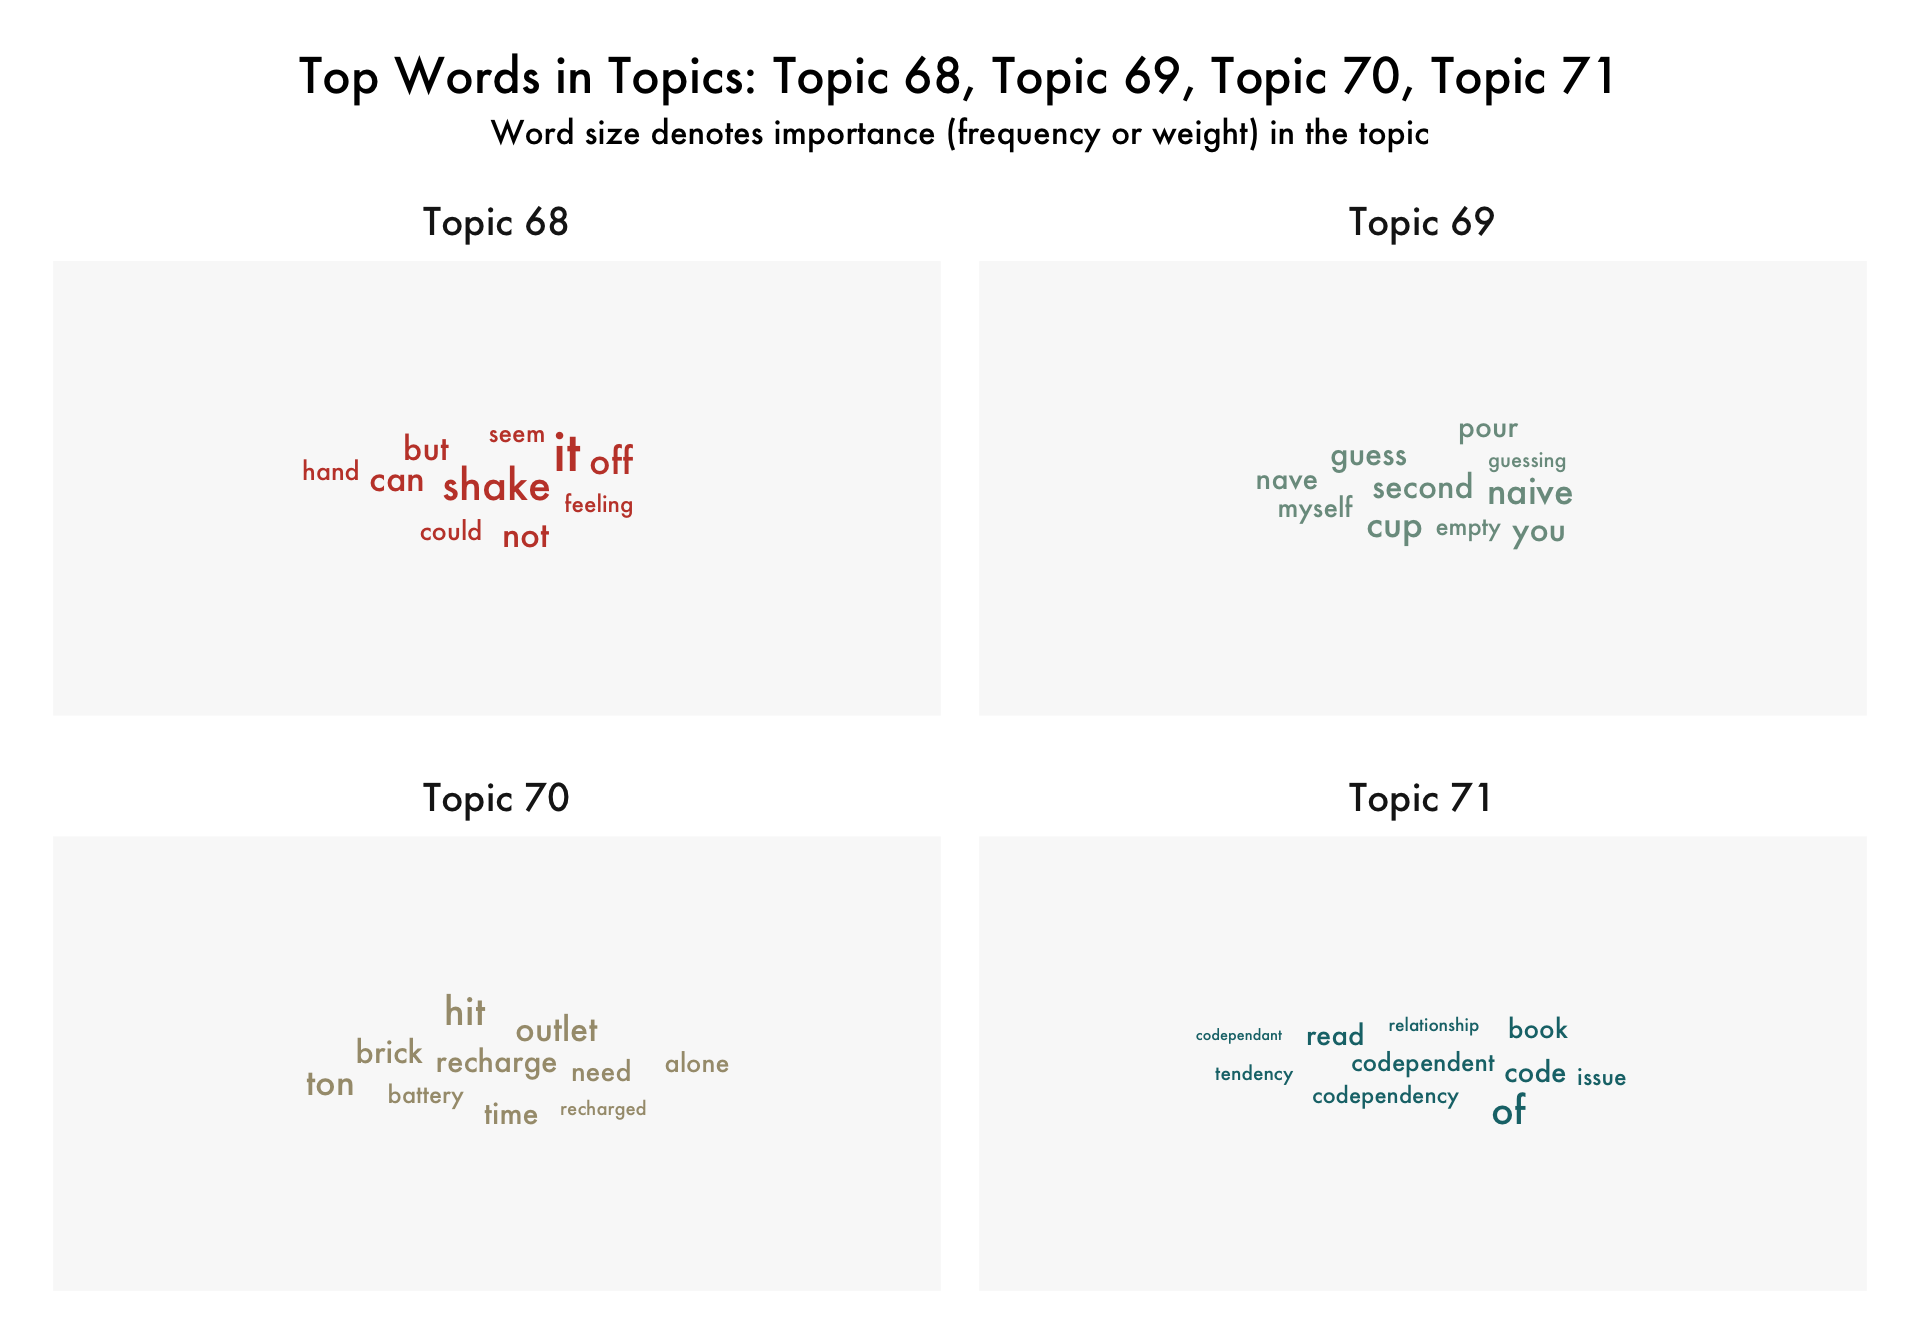 Top Words in Topics: Topic 68, Topic 69, Topic 70, Topic 71
Word size denotes importance (frequency or weight) in the topic
Topic 68
seem
but
it
off
hand
can
shake
feeling
could
not
Topic 69
pour
guess
guessing
nave
second
naive
myself
cup
empty
you
Topic 70
hit
outlet
brick
recharge
need
alone
ton
battery
time
recharged
Topic 71
codependant
read
relationship
book
codependent
tendency
code
issue
codependency
of